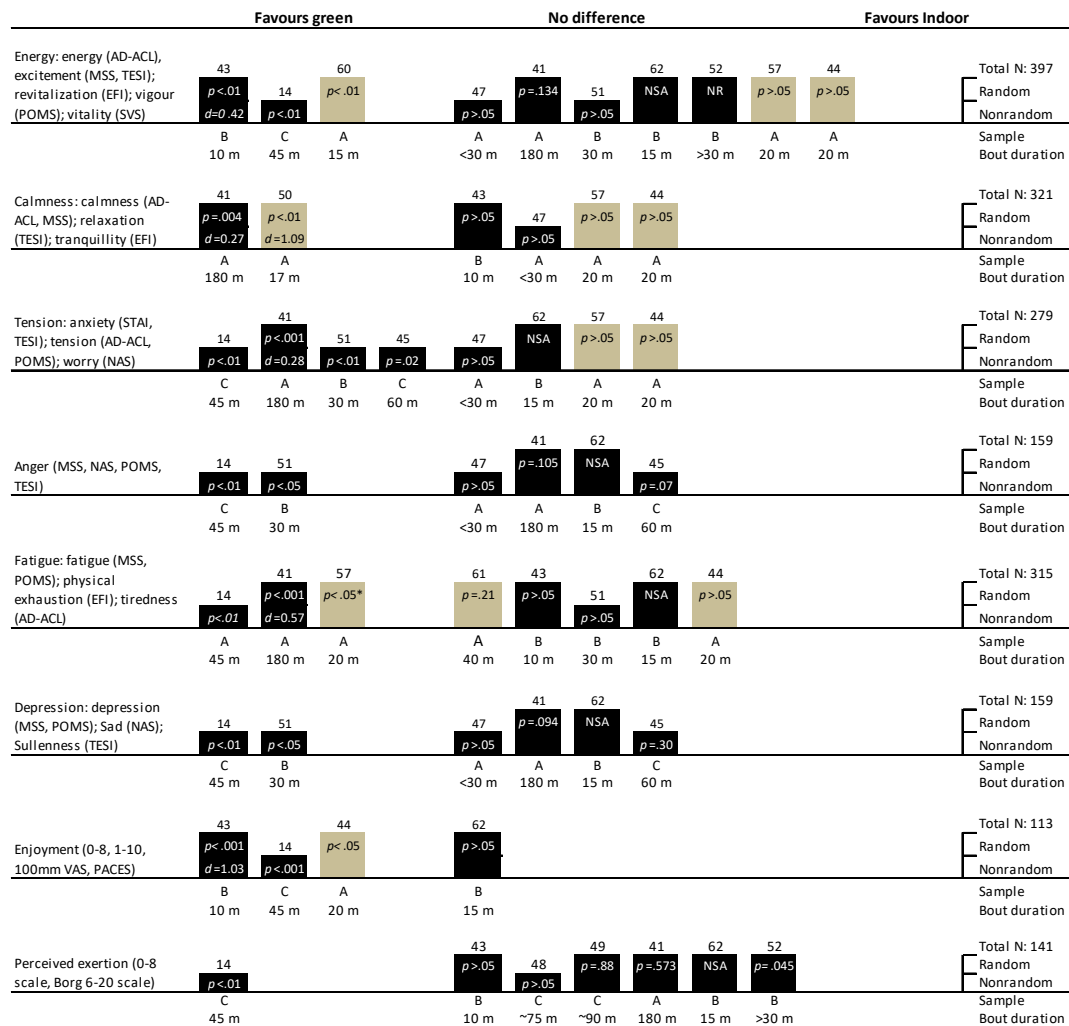 Favours green No difference Favours Indoor
Energy: energy (AD-ACL),
excitement (MSS, TESI);
revitalization (EFI); vigour
(POMS); vitality (SVS)
43 14 60 47 41 51 62 52 57 44
p<.01 p<.01 p=.134 NSA NR p>.05 p>.05
d=0.42 p<.01 p>.05 p>.05
Total N: 397
Random
Nonrandom
B C A A A B B B A A Sample
10 m 45 m 15 m <30 m 180 m 30 m 15 m >30 m 20 m 20 m Bout duration
Calmness: calmness (AD-
ACL, MSS); relaxation
(TESI); tranquillity (EFI)
41 50 43 47 57 44
p=.004 p<.01 p>.05 p>.05 p>.05
d=0.27 d=1.09 p>.05
Total N: 321
Random
Nonrandom
A A B A A A Sample
180 m 17 m 10 m <30 m 20 m 20 m Bout duration
Tension: anxiety (STAI,
TESI); tension (AD-ACL,
POMS); worry (NAS)
14 41 51 45 47 62 57 44
p<.001 NSA p>.05 p>.05
p<.01 d=0.28 p<.01 p=.02 p>.05
Total N: 279
Random
Nonrandom
C A B C A B A A Sample
45 m 180 m 30 m 60 m <30 m 15 m 20 m 20 m Bout duration
Anger (MSS, NAS, POMS,
TESI)
14 51 47 41 62 45
p=.105 NSA
p<.01 p<.05 p>.05 p=.07
Total N: 159
Random
Nonrandom
C B A A B C Sample
45 m 30 m <30 m 180 m 15 m 60 m Bout duration
Fatigue: fatigue (MSS,
POMS); physical
exhaustion (EFI); tiredness
(AD-ACL)
14 41 57 61 43 51 62 44
p<.001 p<.05* p=.21 p>.05 NSA p>.05
p<.01 d=0.57 p>.05
Total N: 315
Random
Nonrandom
A A A A B B B A Sample
45 m 180 m 20 m 40 m 10 m 30 m 15 m 20 m Bout duration
Depression: depression
(MSS, POMS); Sad (NAS);
Sullenness (TESI)
14 51 47 41 62 45
p=.094 NSA
p<.01 p<.05 p>.05 p=.30
Total N: 159
Random
Nonrandom
C B A A B C Sample
45 m 30 m <30 m 180 m 15 m 60 m Bout duration
Enjoyment (0-8, 1-10,
100mm VAS, PACES)
43 14 44 62
p<.001 p<.05 p>.05
d=1.03 p<.001
Total N: 113
Random
Nonrandom
B C A B Sample
10 m 45 m 20 m 15 m Bout duration
Perceived exertion (0-8
scale, Borg 6-20 scale)
14 43 48 49 41 62 52
p>.05 p=.88 p=.573 NSA p=.045
p<.01 p>.05
Total N: 141
Random
Nonrandom
C B C C A B B Sample
45 m 10 m ~75 m ~90 m 180 m 15 m >30 m Bout duration